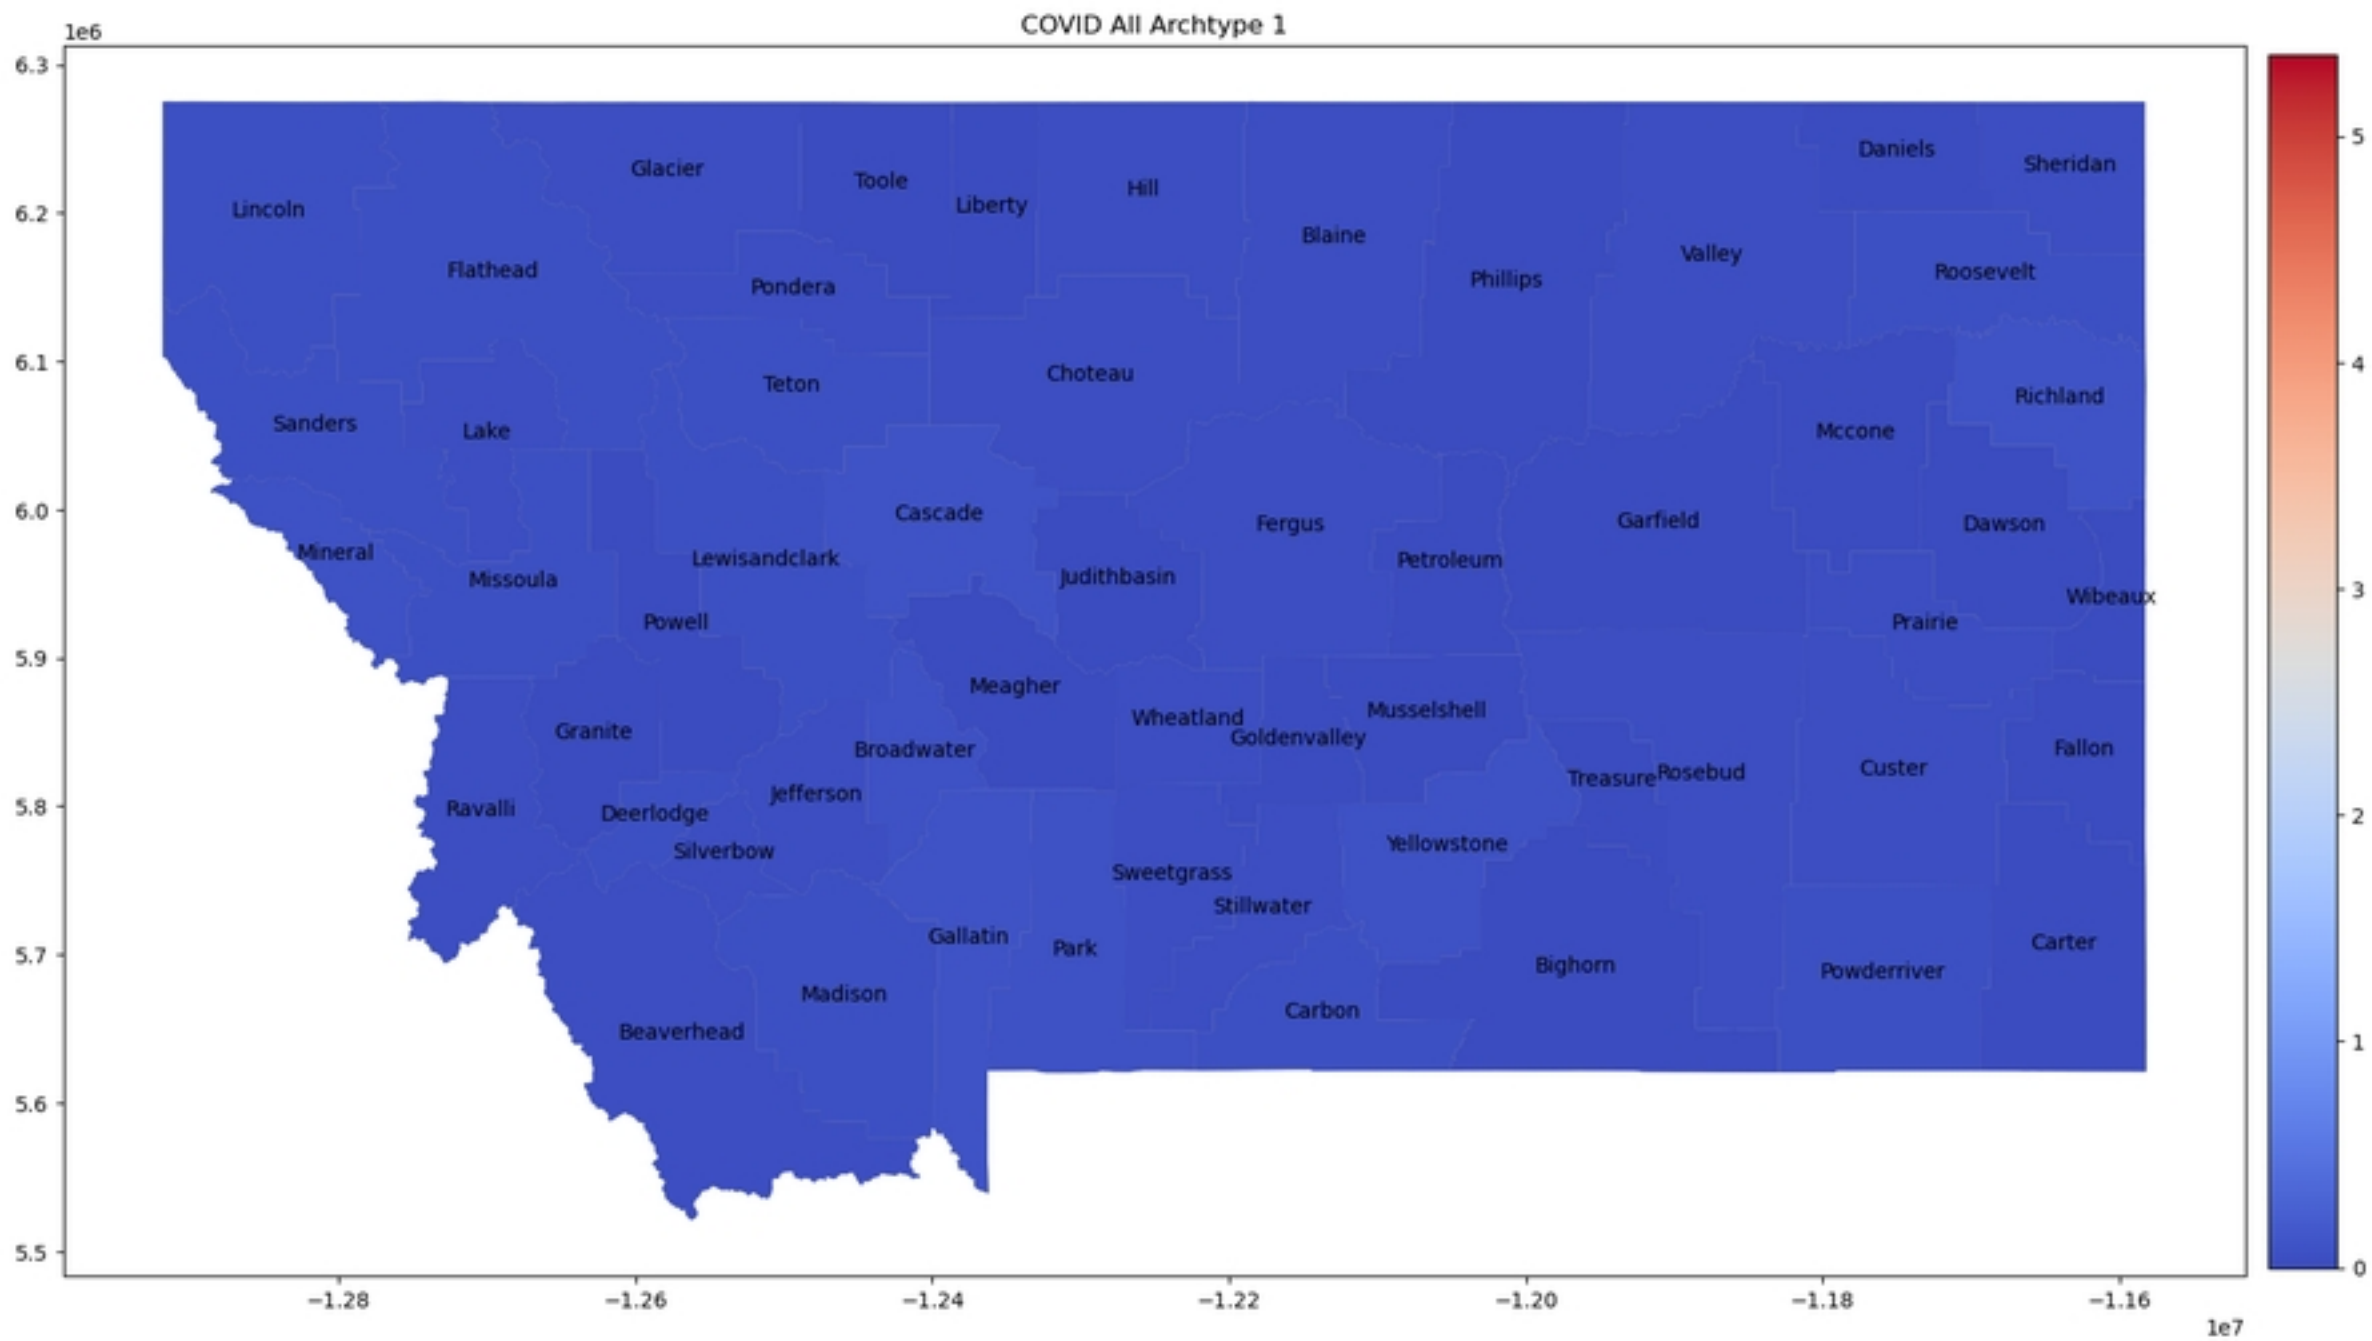 COVID All Archtype 1
1e6
6.3
6.2
6.1
6.0
5.9
5.8
5.7
5.6
5.5
Daniels
Sheridan
Glacier
Toole
Hill
Liberty
Lincoln
Blaine
Valley
Flathead
Roosevelt
Phillips
Pondera
Choteau
Teton
Richland
Sanders
Lake
Mccone
Cascade
Fergus
Garfield
Dawson
Mineral
Lewisandclark
Petroleum
Missoula
Judithbasin
Wibeaux
Powell
Prairie
Meagher
Musselshell
Wheatland
Granite
Goldenvalley
Broadwater
Fallon
Custer
Rosebud
Treasure
Jefferson
Ravalli
Deerlodge
Yellowstone
Silverbow
Sweetgrass
Stillwater
Gallatin
Carter
Park
Bighorn
Powderriver
Madison
Carbon
Beaverhead
−1.28
−1.26
−1.24
−1.22
−1.20
−1.18
−1.16
1e7
5
4
3
2
1
0